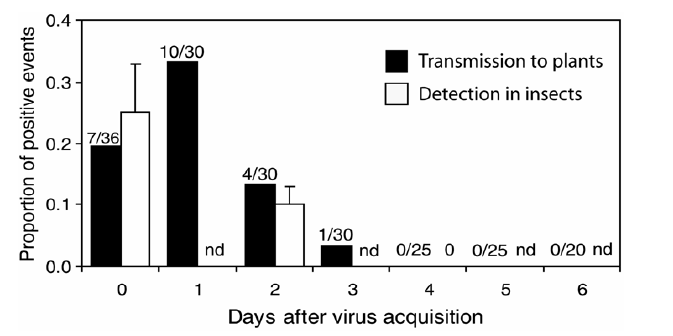 Proportion of positive events
0.4
0.3
0.2
0.1
0.0
Transmission to plants
Detection in insects
7/36
10/30
nd
4/30
1/30
nd
0/25
0
0/25
nd
0/20
nd
0 1 2 3 4 5 6
Days after virus acquisition